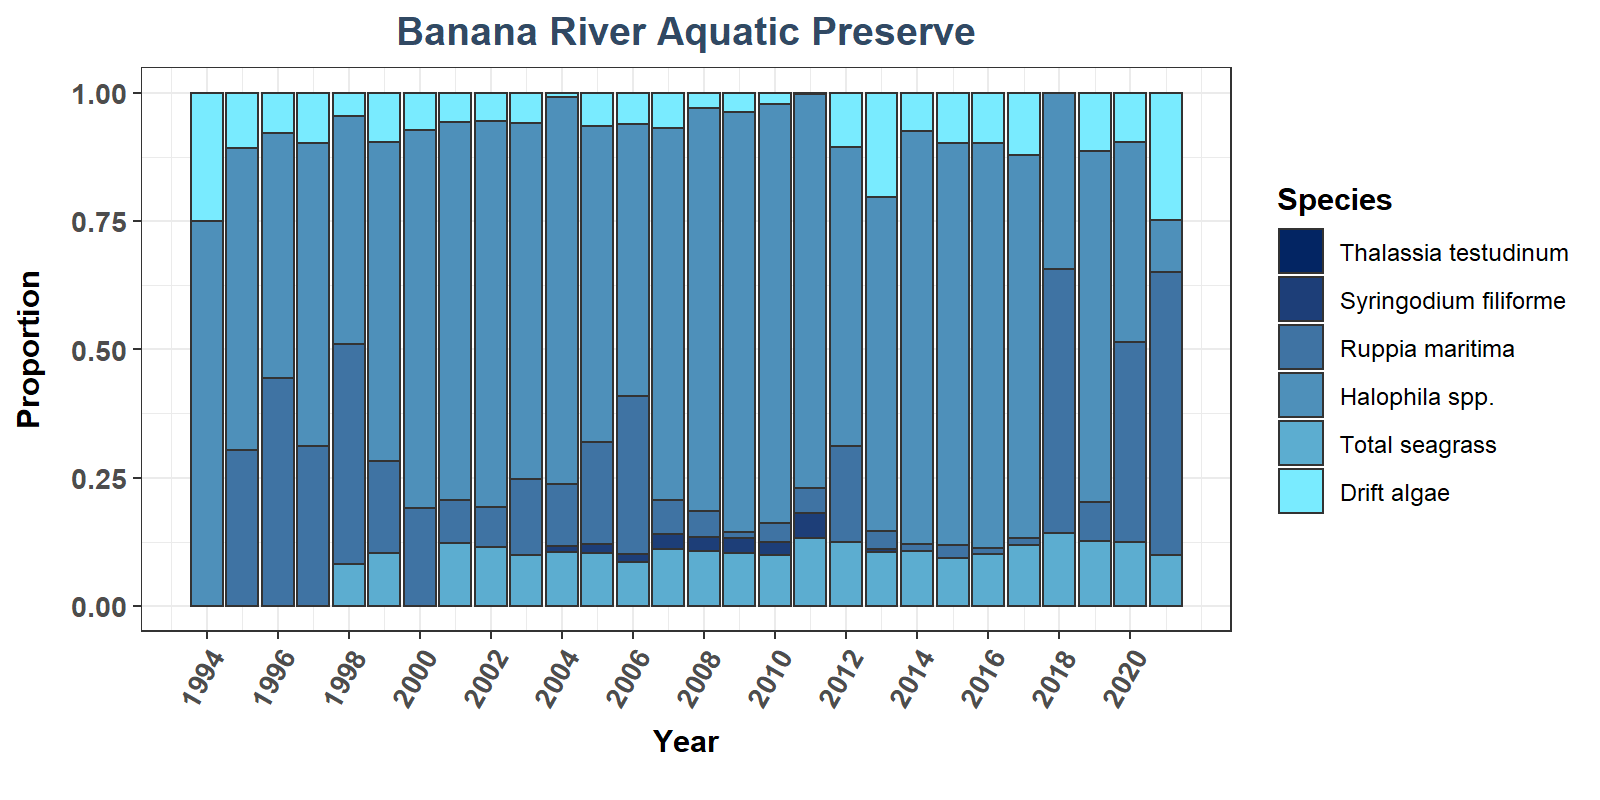 Banana River Aquatic Preserve
Proportion
1.00
0.75
0.50
0.25
0.00
1994
1996
1998
2000
2002
2004
2006
2008
2010
2012
2014
2016
2018
2020
Year
Species
Thalassia testudinum
Syringodium filiforme
Ruppia maritima
Halophila spp.
Total seagrass
Drift algae